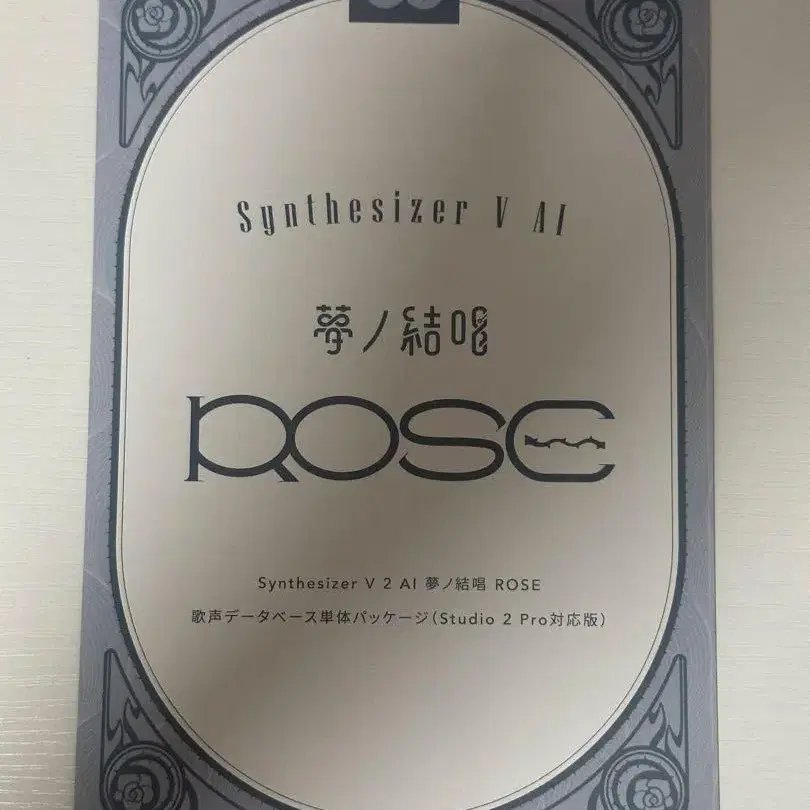 Synthesizer V AI
夢ノ結唱
ROSE
Synthesizer V 2 AI 夢ノ結唱 ROSE
歌声データベース単体パッケージ(Studio 2 Pro対応版)